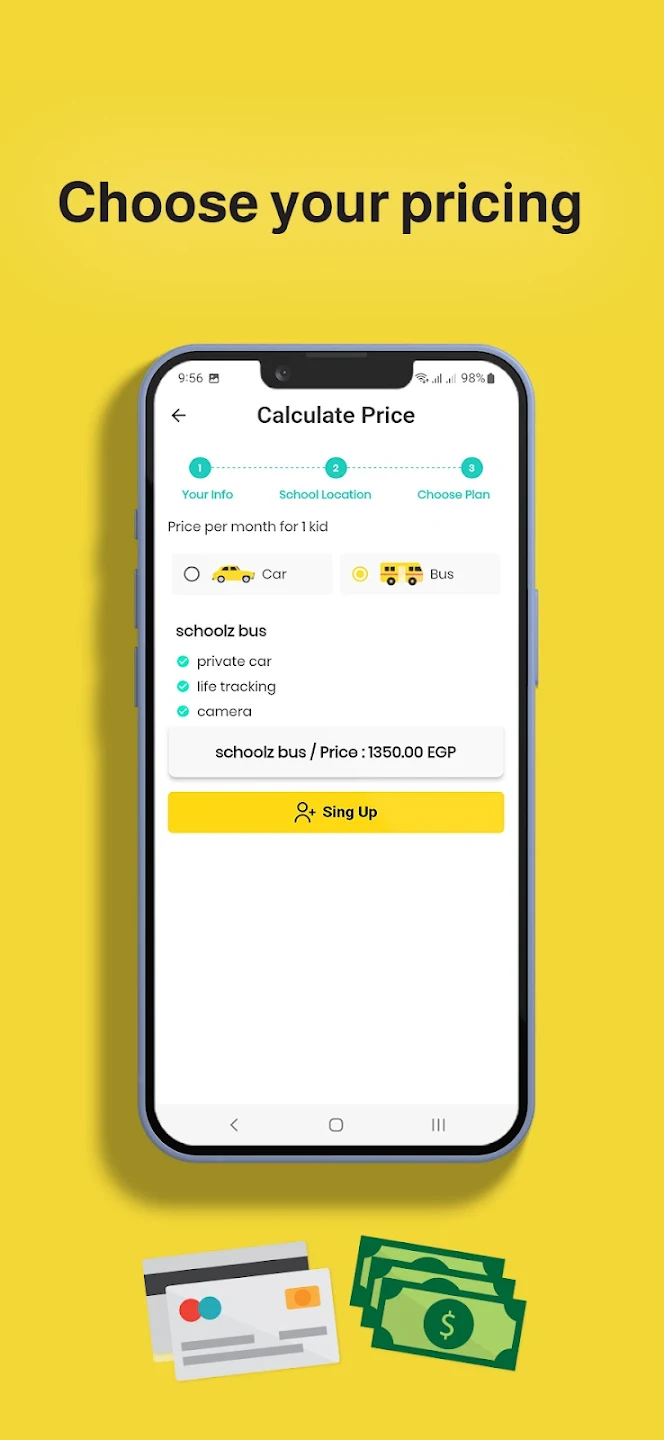 Choose your pricing
9:56
98%
Calculate Price
1
2
3
Your Info
School Location
Choose Plan
Price per month for 1 kid
Car
Bus
schoolz bus
private car
life tracking
camera
schoolz bus / Price : 1350.00 EGP
Sing Up
$